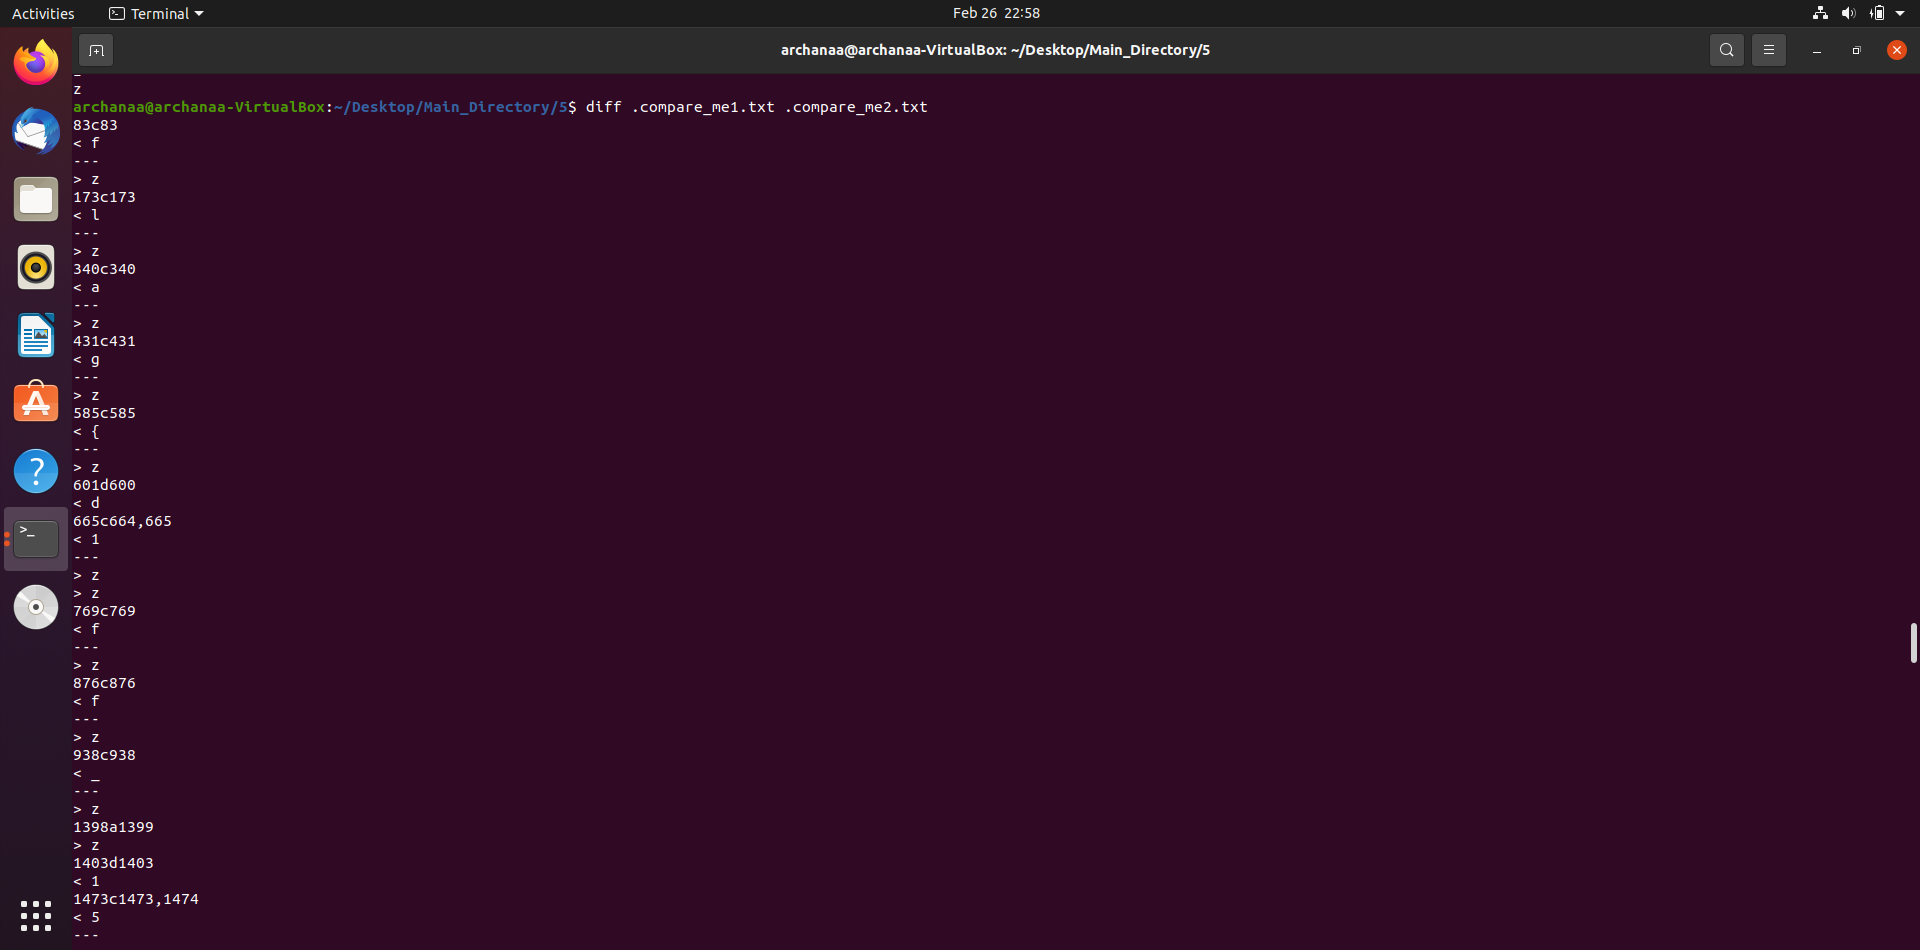 Activities Terminal Feb 26 22:58
archanaa@archanaa-VirtualBox: ~/Desktop/Main_Directory/5
z
archanaa@archanaa-VirtualBox:~/Desktop/Main_Directory/5$ diff .compare_me1.txt .compare_me2.txt
83c83
< f
---
> z
173c173
< l
---
> z
340c340
< a
---
> z
431c431
< g
---
> z
585c585
< {
---
> z
601d600
< d
665c664,665
< 1
---
> z
> z
769c769
< f
---
> z
876c876
< f
---
> z
938c938
< _
---
> z
1398a1399
> z
1403d1403
< 1
1473c1473,1474
< 5
---